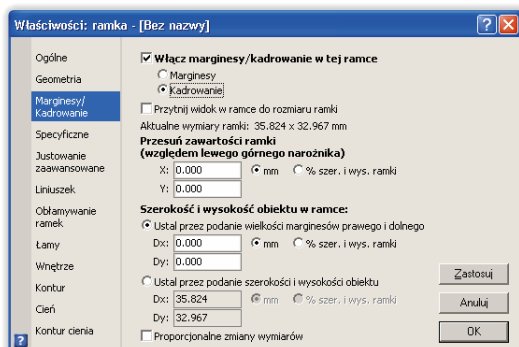 Właściwości: ramka - [Bez nazwy]
Ogólne
Geometria
Marginesy/
Kadrowanie
Specyficzne
Justowanie
zaawansowane
Liniuszek
Obłamywanie
ramek
Łamy
Wnętrze
Kontur
Cień
Kontur cienia
?
Włącz marginesy/kadrowanie w tej ramce
Marginesy
Kadrowanie
Przytnij widok w ramce do rozmiaru ramki
Aktualne wymiary ramki: 35.824 x 32.967 mm
Przesuń zawartości ramki
(względem lewego górnego narożnika)
X: 0.000 mm % szer. i wys. ramki
Y: 0.000
Szerokość i wysokość obiektu w ramce:
Ustal przez podanie wielkości marginesów prawego i dolnego
Dx: 0.000 mm % szer. i wys. ramki
Dy: 0.000
Ustal przez podanie szerokości i wysokości obiektu
Dx: 35.824 mm % szer. i wys. ramki
Dy: 32.967
Proporcjonalne zmiany wymiarów
Zastosuj
Anuluj
OK